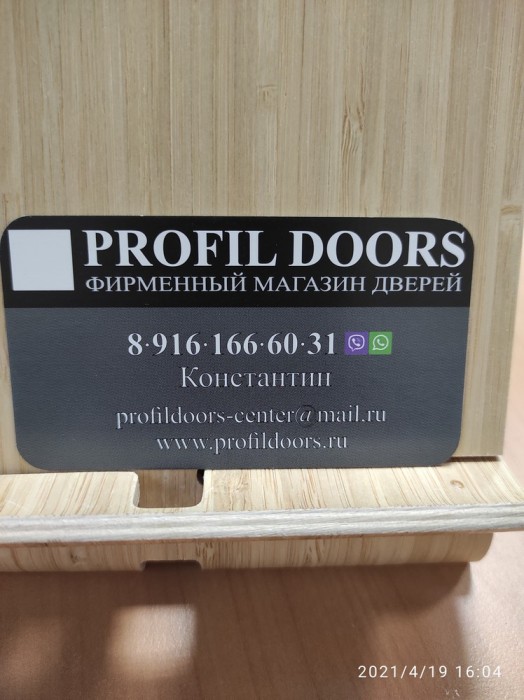 PROFIL DOORS
ФИРМЕННЫЙ МАГАЗИН ДВЕРЕЙ
8·916·166·60·31
Константин
profildoors-center@mail.ru
www.profildoors.ru
2021/4/19 16:04